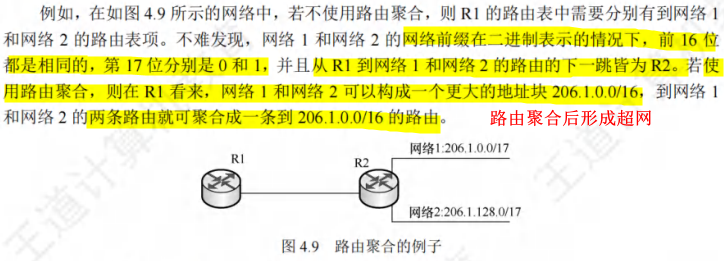 例如，在如图 4.9 所示的网络中，若不使用路由聚合，则 R1 的路由表中需要分别有到网络 1
和网络 2 的路由表项。不难发现，网络 1 和网络 2 的网络前缀在二进制表示的情况下，前 16 位
都是相同的，第 17 位分别是 0 和 1，并且从 R1 到网络 1 和网络 2 的路由的下一跳皆为 R2。若使
用路由聚合，则在 R1 看来，网络 1 和网络 2 可以构成一个更大的地址块 206.1.0.0/16，到网络 1
和网络 2 的两条路由就可聚合成一条到 206.1.0.0/16 的路由。 路由聚合后形成超网
网络1:206.1.0.0/17
R1
R2
网络2:206.1.128.0/17
图 4.9 路由聚合的例子